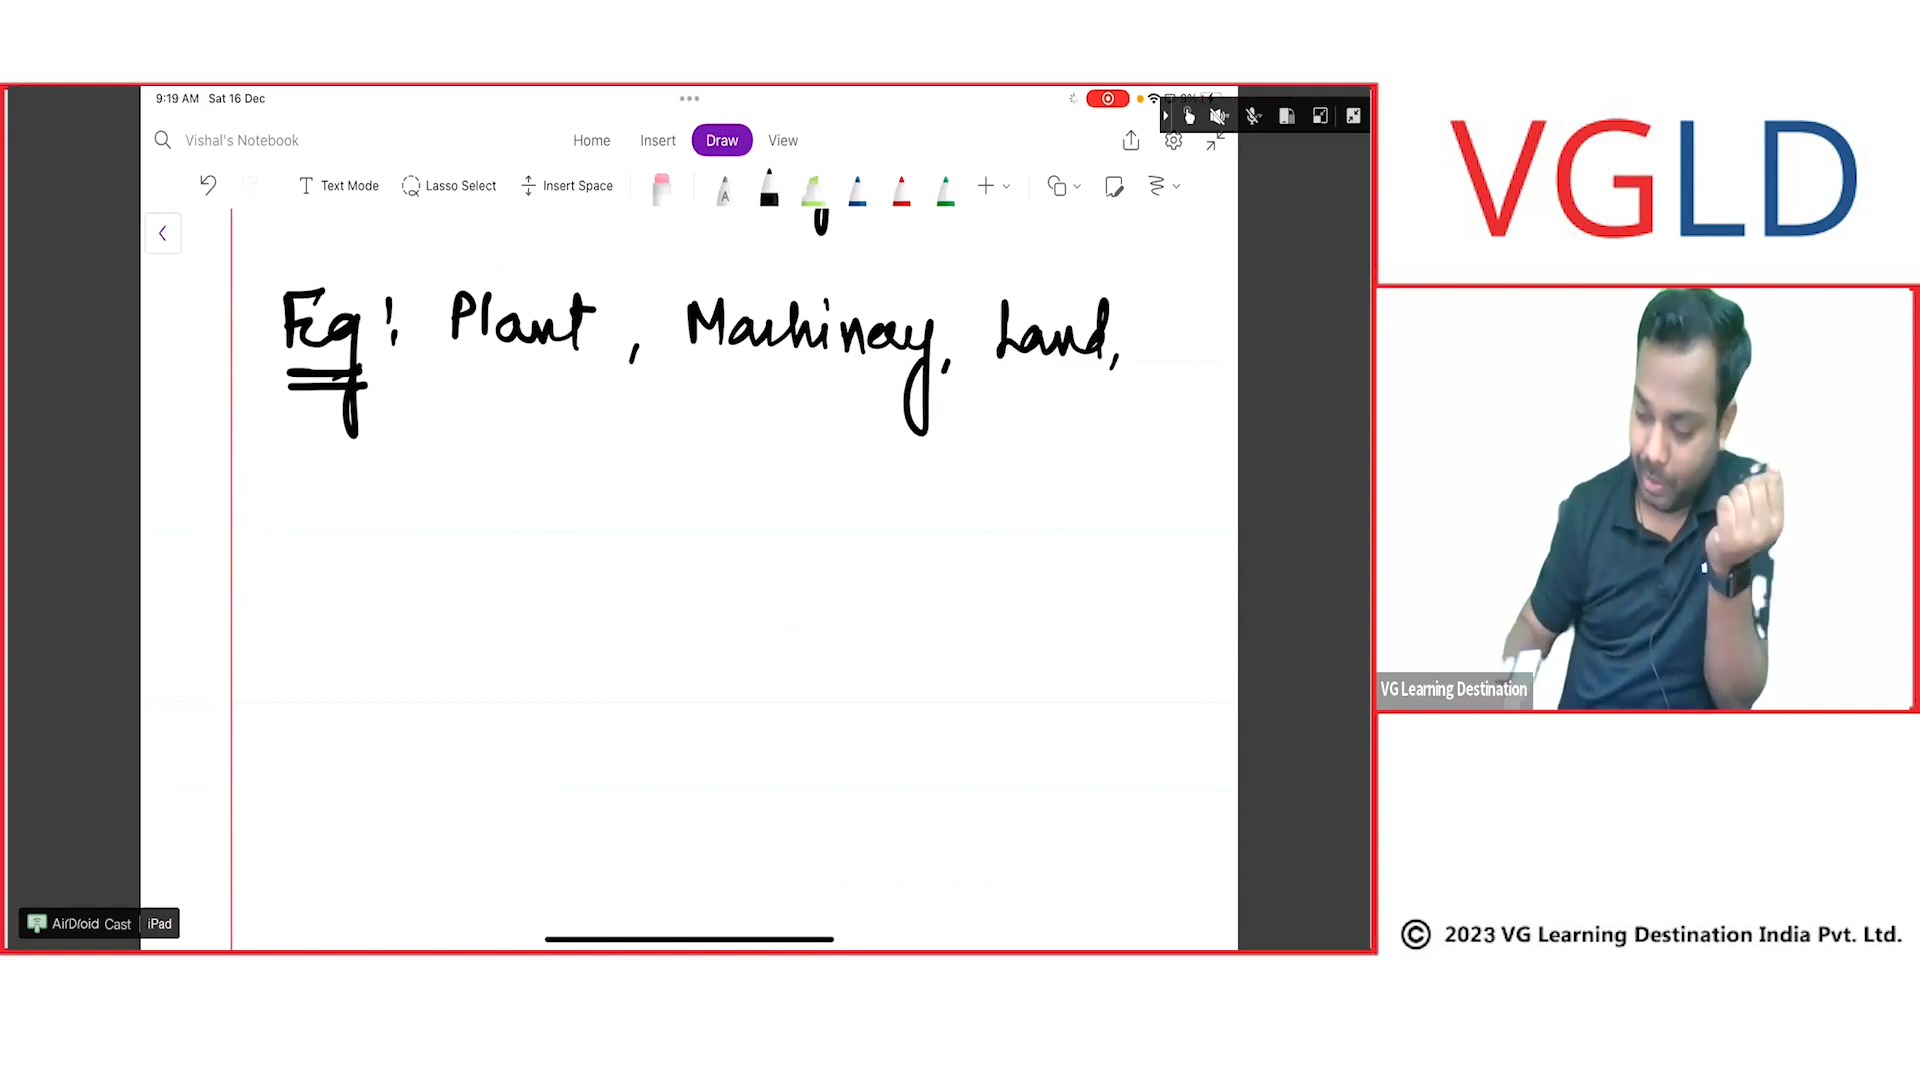 9:19 AM Sat 16 Dec
VGLD
Vishal's Notebook
Home Insert Draw View
Text Mode Lasso Select Insert Space
Eg: Plant, Machinery, Land,
VG Learning Destination
AirDroid Cast iPad
© 2023 VG Learning Destination India Pvt. Ltd.